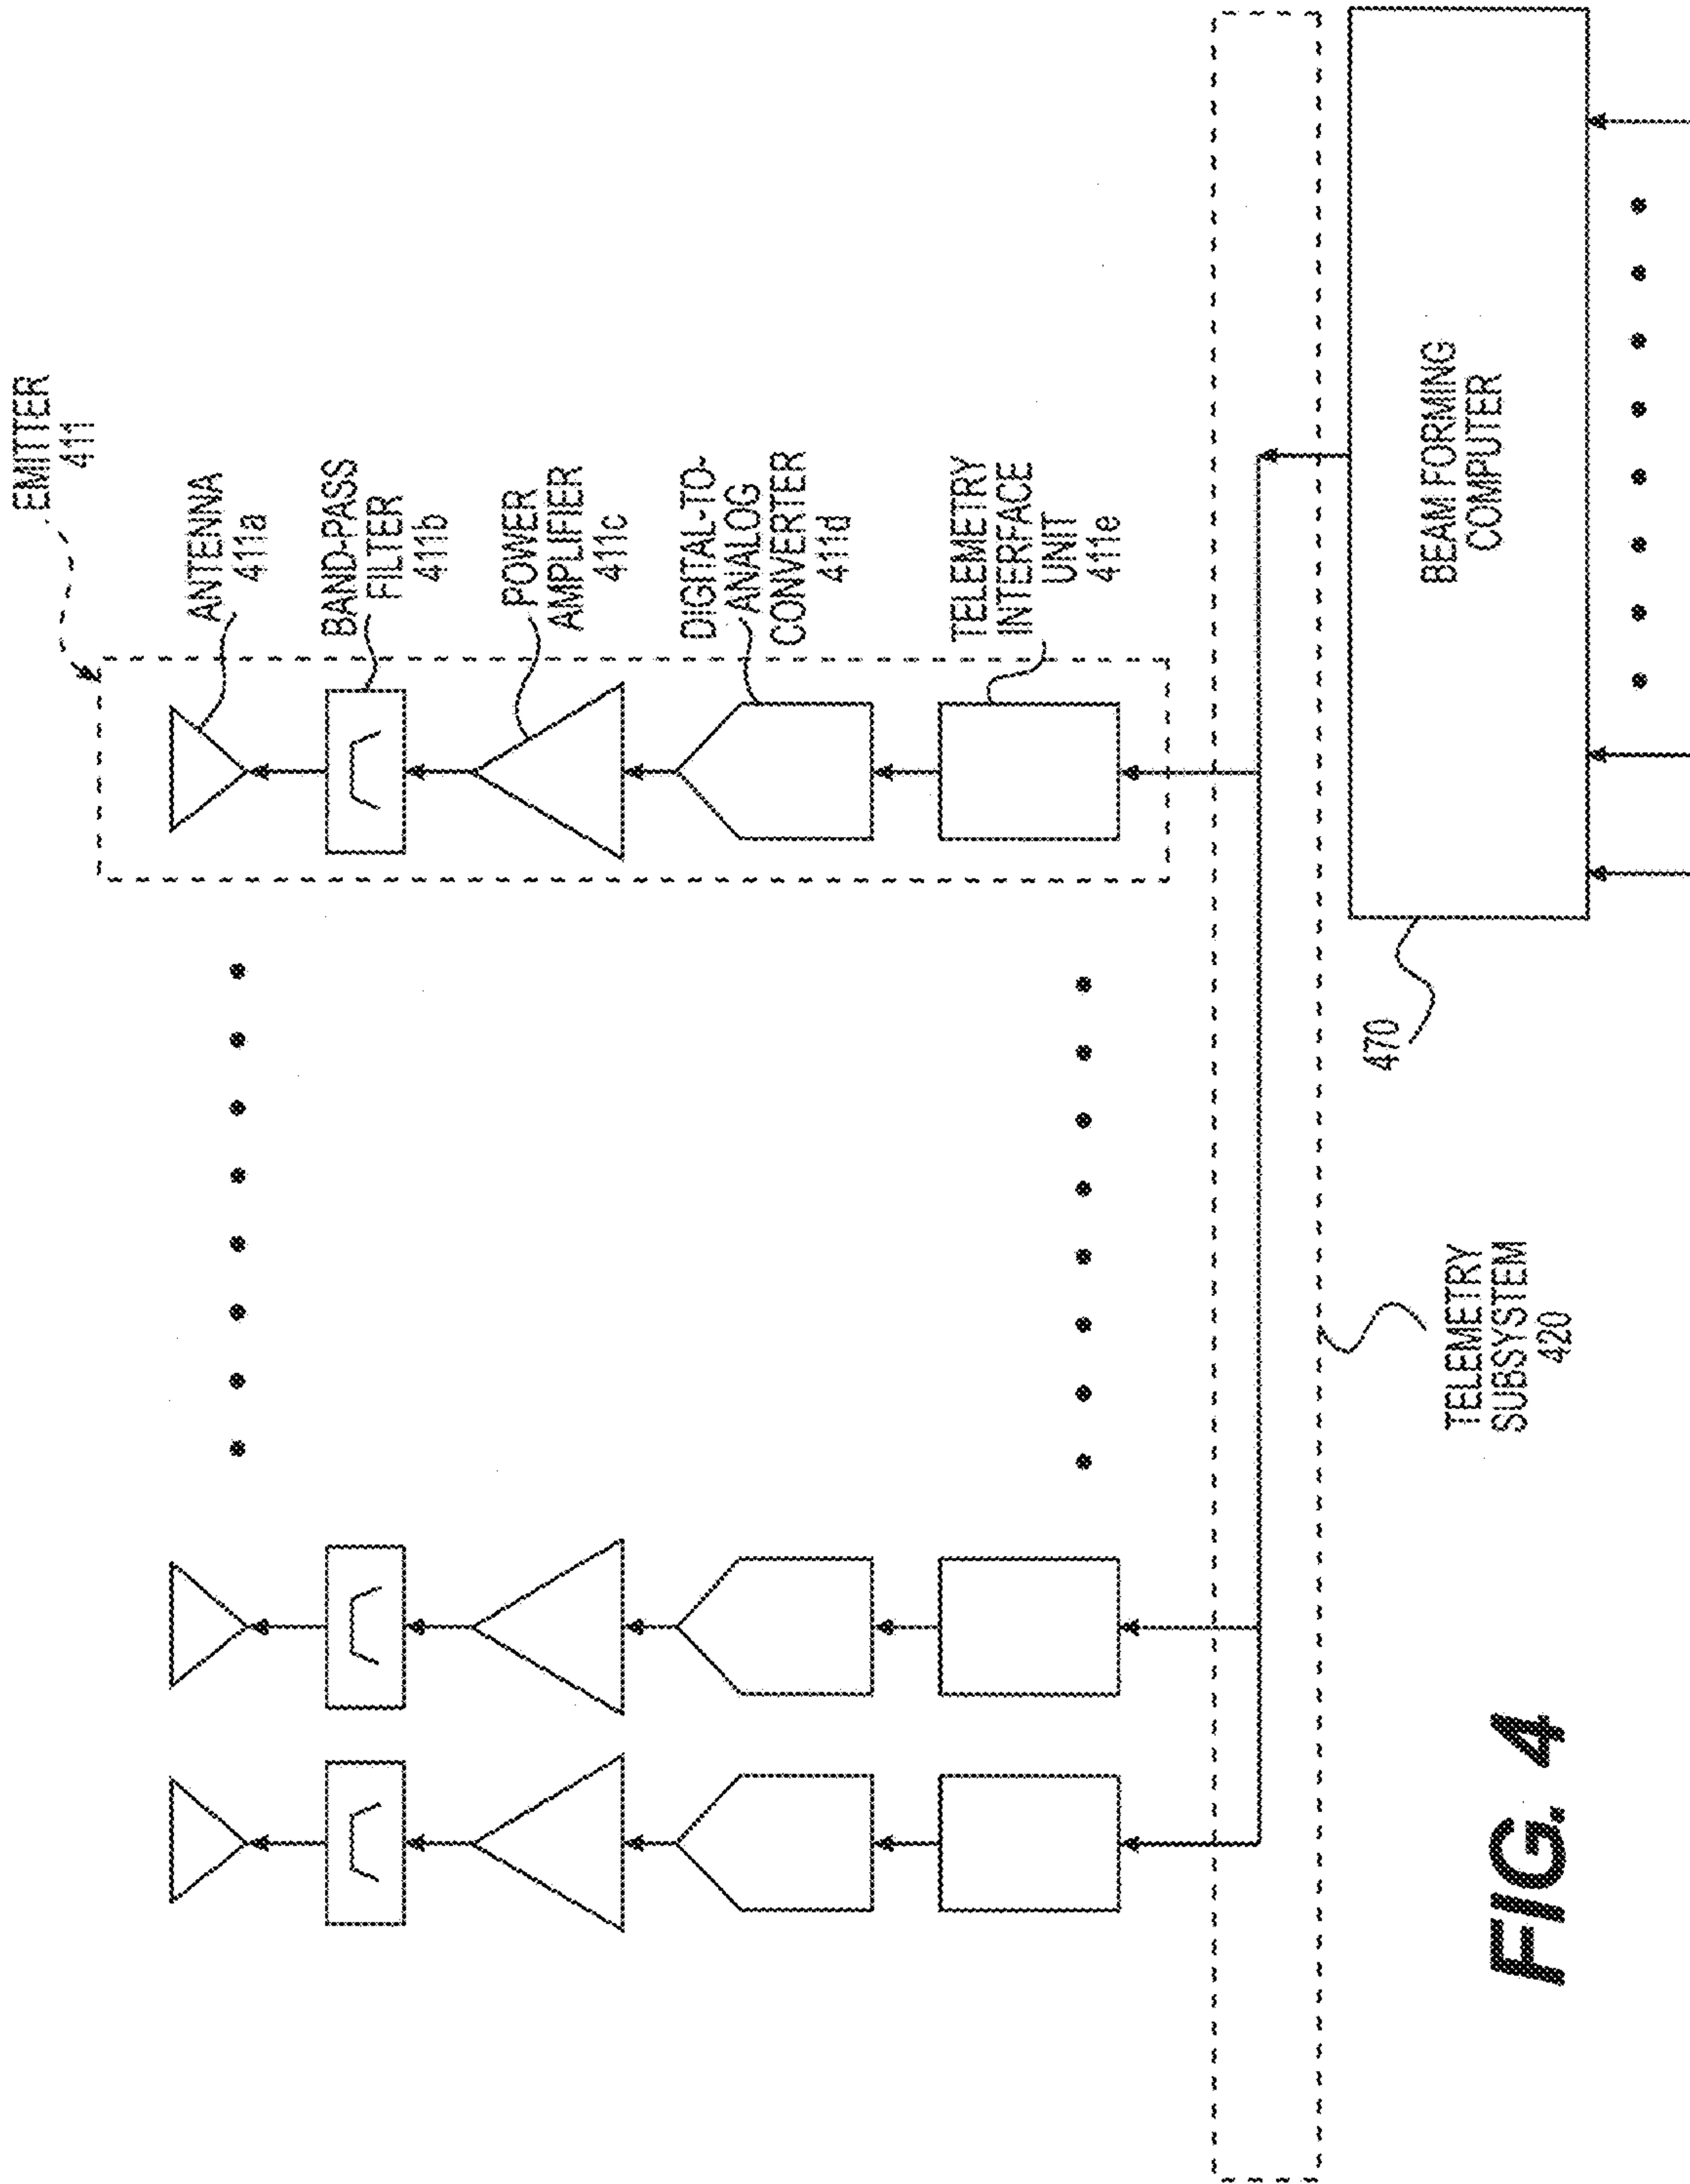 EMITTER
411
ANTENNA
411a
BAND-PASS
FILTER
411b
POWER
AMPLIFIER
411c
DIGITAL-TO-
ANALOG
CONVERTER
411d
TELEMETRY
INTERFACE
UNIT
411e
BEAM FORMING
COMPUTER
470
TELEMETRY
SUBSYSTEM
420
FIG. 4